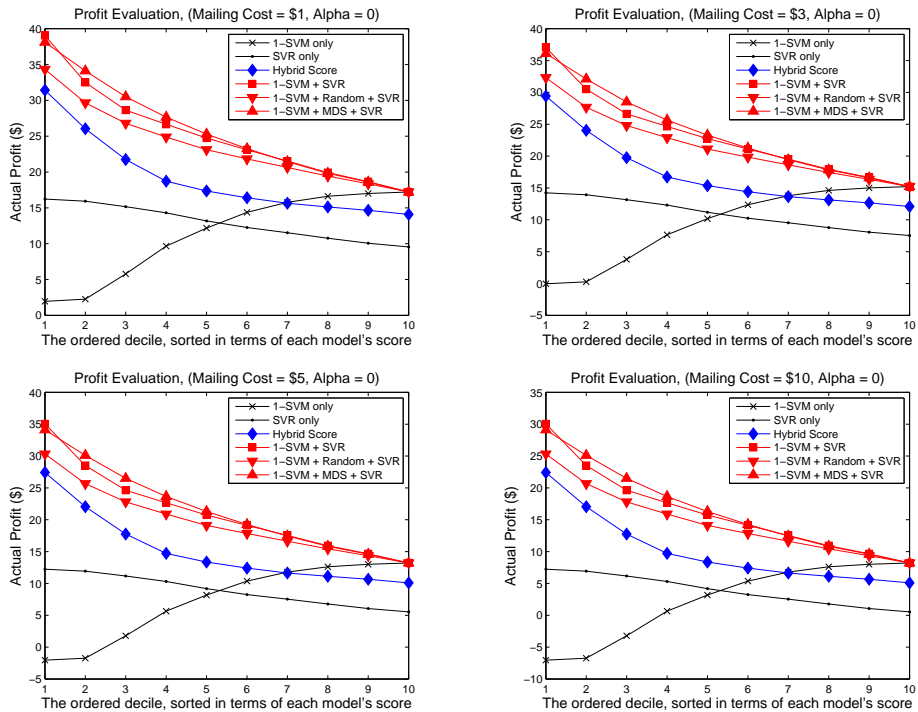 Profit Evaluation, (Mailing Cost = $1, Alpha = 0)
40
35
30
25
20
15
10
5
0
Actual Profit ($)
1−SVM only
SVR only
Hybrid Score
1−SVM + SVR
1−SVM + Random + SVR
1−SVM + MDS + SVR
1 2 3 4 5 6 7 8 9 10
The ordered decile, sorted in terms of each model's score
Profit Evaluation, (Mailing Cost = $3, Alpha = 0)
40
35
30
25
20
15
10
5
0
−5
Actual Profit ($)
1−SVM only
SVR only
Hybrid Score
1−SVM + SVR
1−SVM + Random + SVR
1−SVM + MDS + SVR
1 2 3 4 5 6 7 8 9 10
The ordered decile, sorted in terms of each model's score
Profit Evaluation, (Mailing Cost = $5, Alpha = 0)
40
35
30
25
20
15
10
5
0
−5
Actual Profit ($)
1−SVM only
SVR only
Hybrid Score
1−SVM + SVR
1−SVM + Random + SVR
1−SVM + MDS + SVR
1 2 3 4 5 6 7 8 9 10
The ordered decile, sorted in terms of each model's score
Profit Evaluation, (Mailing Cost = $10, Alpha = 0)
35
30
25
20
15
10
5
0
−5
−10
Actual Profit ($)
1−SVM only
SVR only
Hybrid Score
1−SVM + SVR
1−SVM + Random + SVR
1−SVM + MDS + SVR
1 2 3 4 5 6 7 8 9 10
The ordered decile, sorted in terms of each model's score